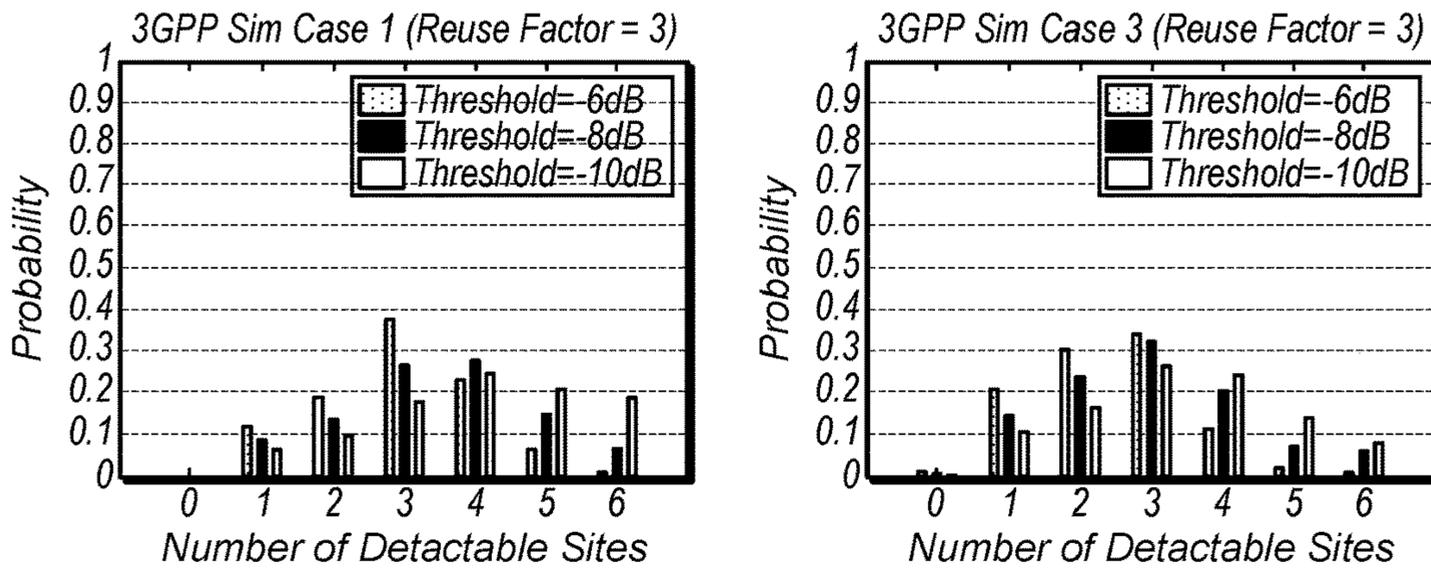 3GPP Sim Case 1 (Reuse Factor = 3)
1
0.9
0.8
0.7
0.6
0.5
0.4
0.3
0.2
0.1
0
Probability
Threshold=-6dB
Threshold=-8dB
Threshold=-10dB
0 1 2 3 4 5 6
Number of Detactable Sites
3GPP Sim Case 3 (Reuse Factor = 3)
1
0.9
0.8
0.7
0.6
0.5
0.4
0.3
0.2
0.1
0
Probability
Threshold=-6dB
Threshold=-8dB
Threshold=-10dB
0 1 2 3 4 5 6
Number of Detactable Sites